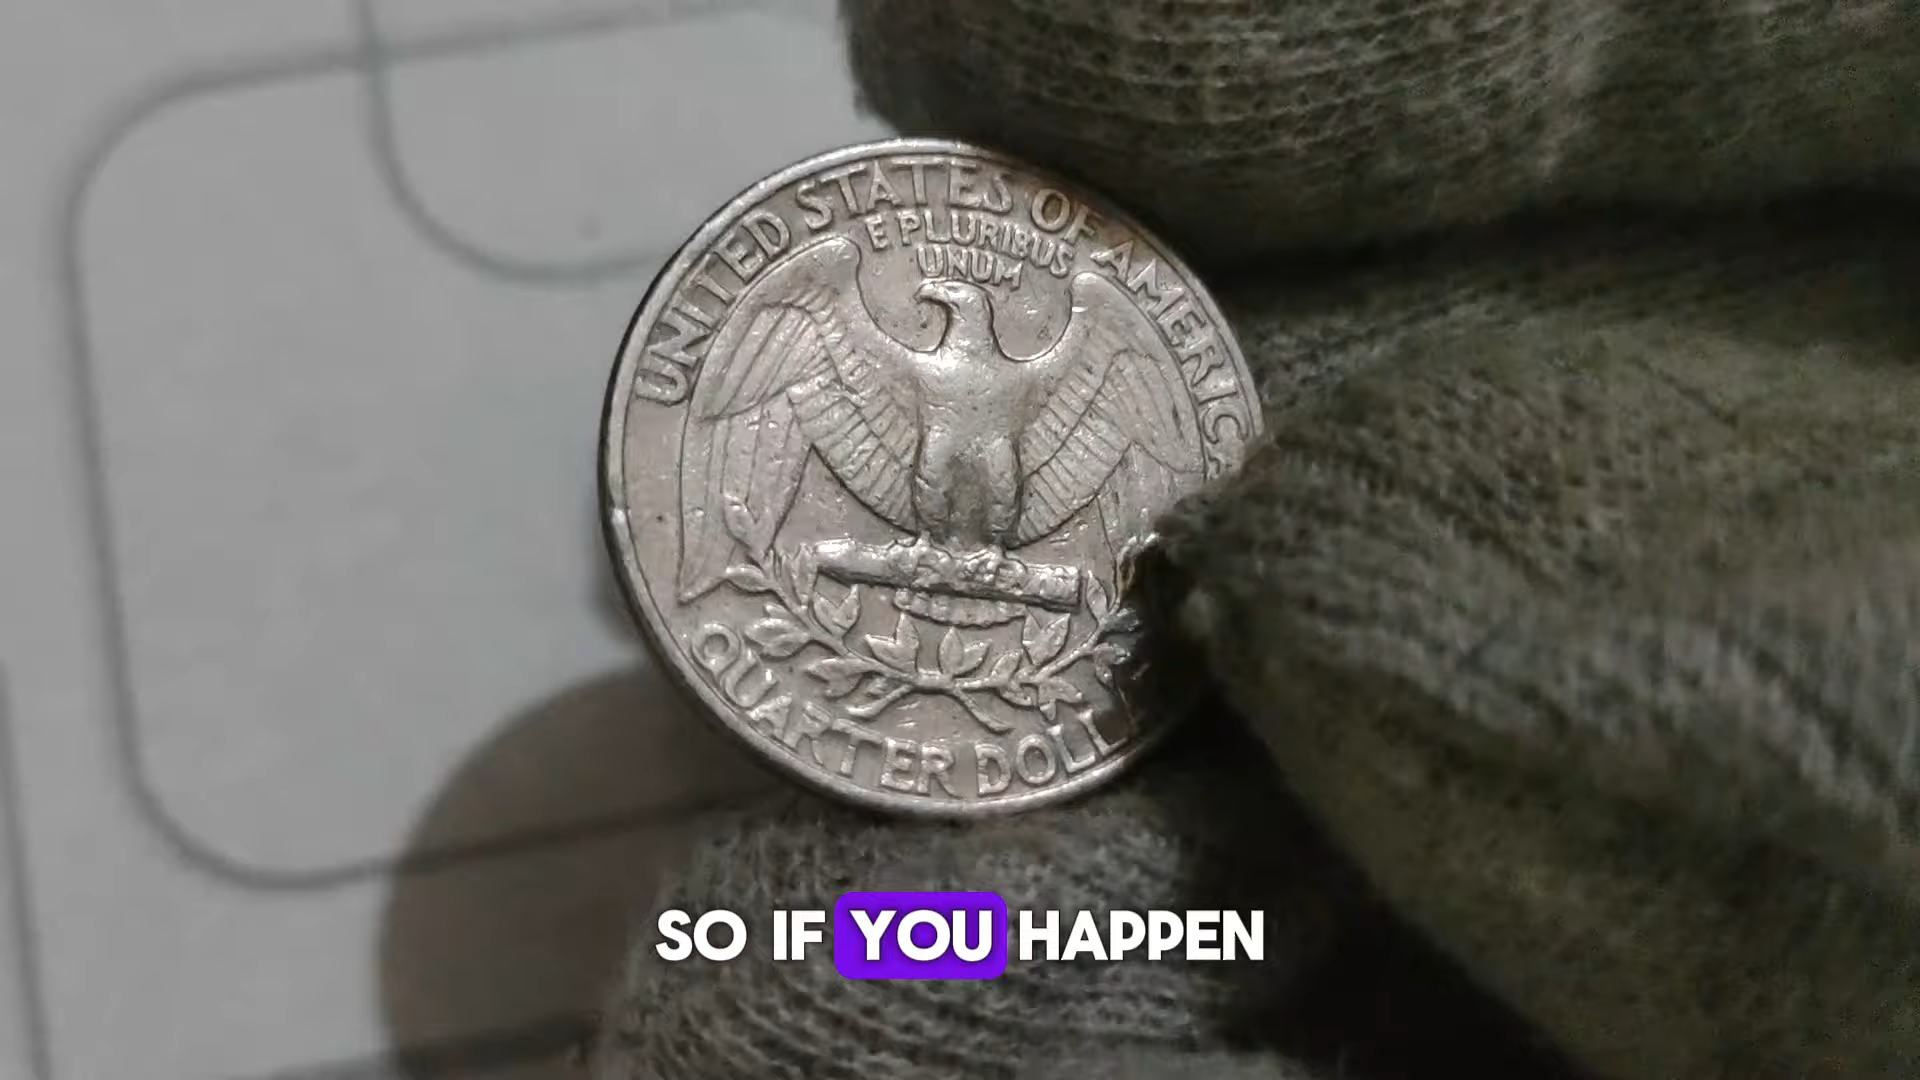 UNITED STATES OF AMERICA
E PLURIBUS
UNUM
QUARTER DOLL
SO IF YOU HAPPEN